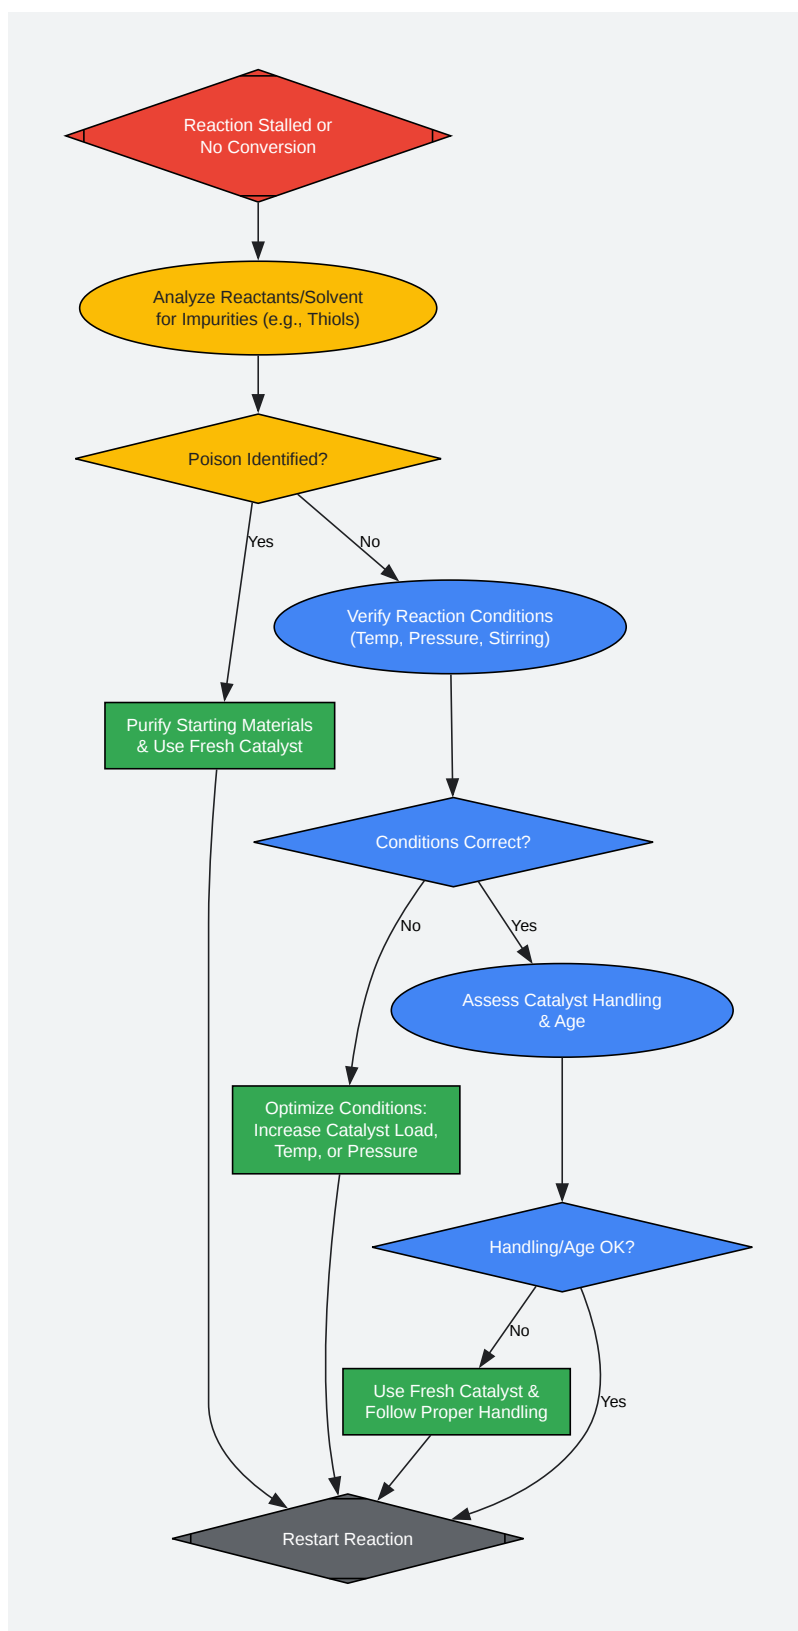 Reaction Stalled or
No Conversion
Analyze Reactants/Solvent
for Impurities (e.g., Thiols)
Poison Identified?
Yes
No
Verify Reaction Conditions
(Temp, Pressure, Stirring)
Purify Starting Materials
& Use Fresh Catalyst
Conditions Correct?
No
Yes
Assess Catalyst Handling
& Age
Optimize Conditions:
Increase Catalyst Load,
Temp, or Pressure
Handling/Age OK?
No
Use Fresh Catalyst &
Follow Proper Handling
Yes
Restart Reaction